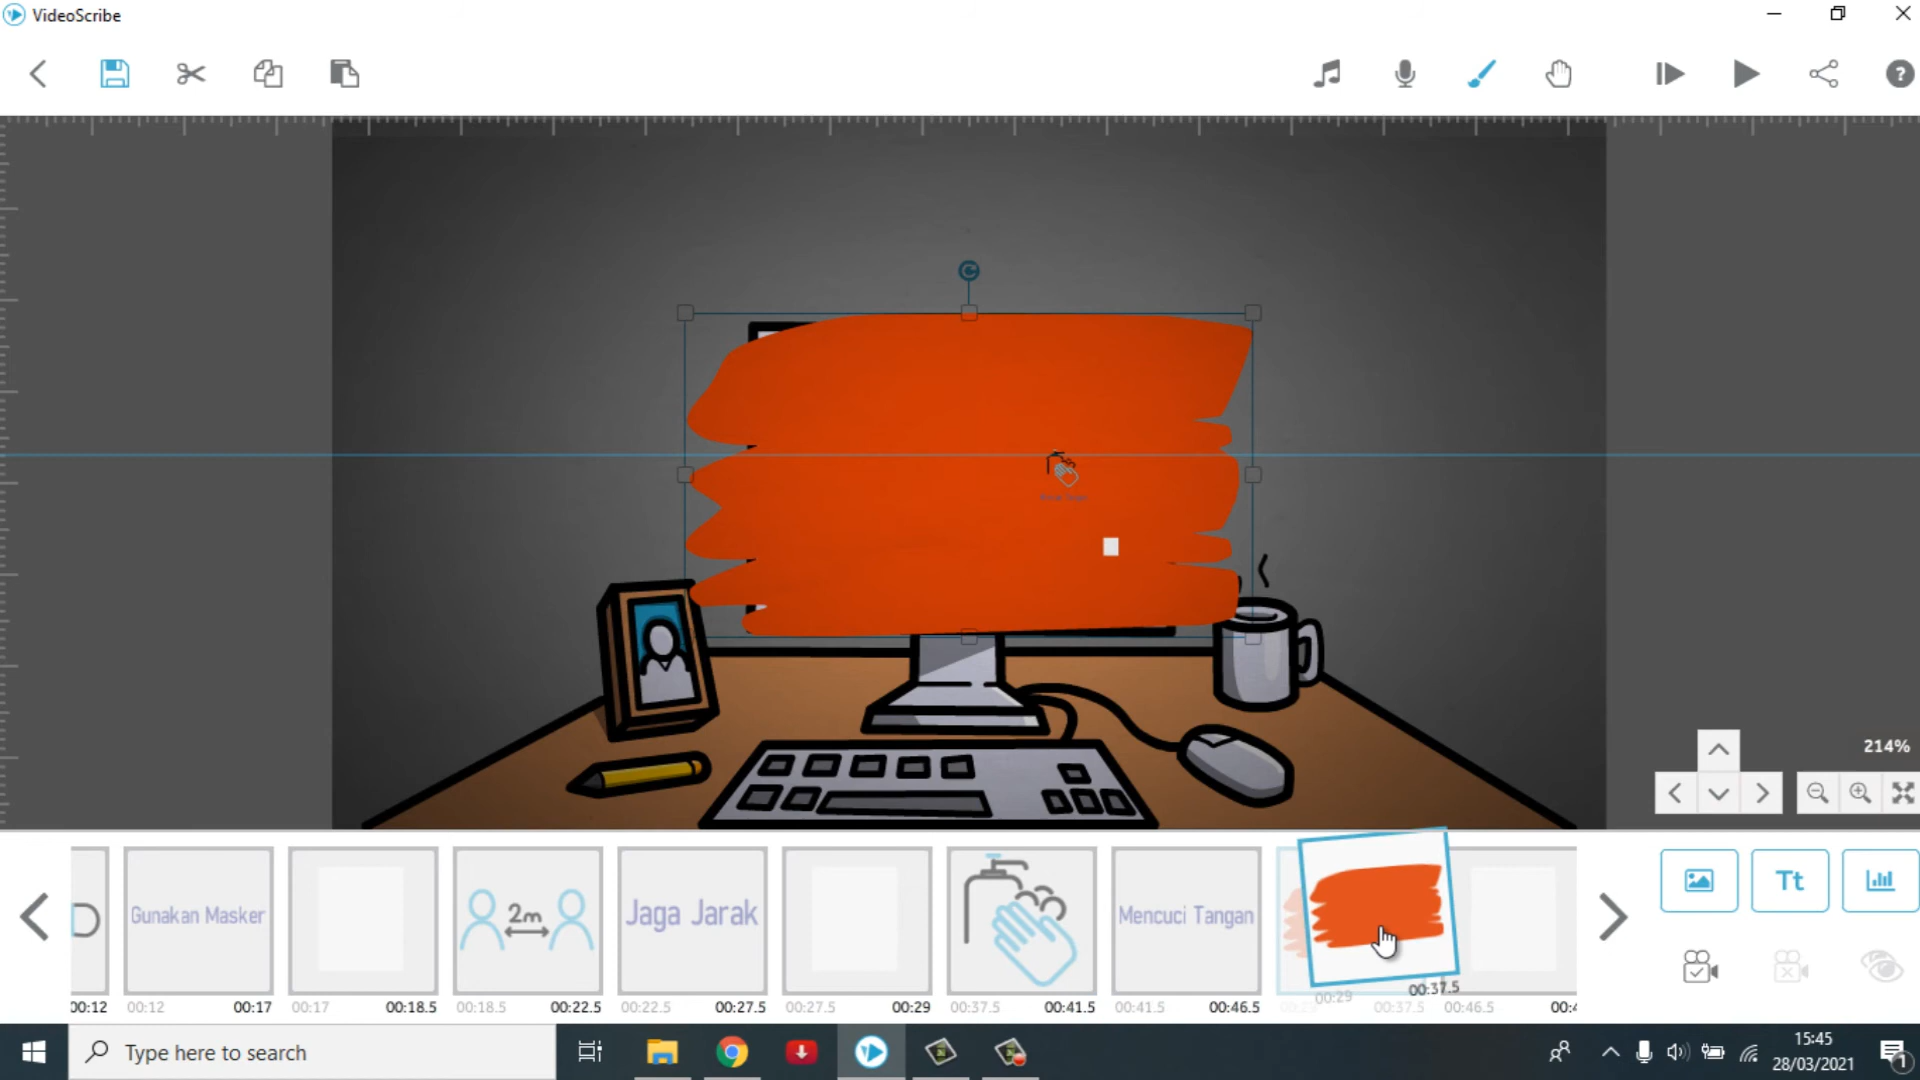 VideoScribe
214%
Gunakan Masker
2m
Jaga Jarak
Mencuci Tangan
Tt
00:12 00:12 00:17 00:17 00:18.5 00:18.5 00:22.5 00:22.5 00:27.5 00:27.5 00:29 00:37.5 00:41.5 00:41.5 00:46.5 00:29 00:37.5 00:37.5 00:46.5
Type here to search
15:45
28/03/2021
1